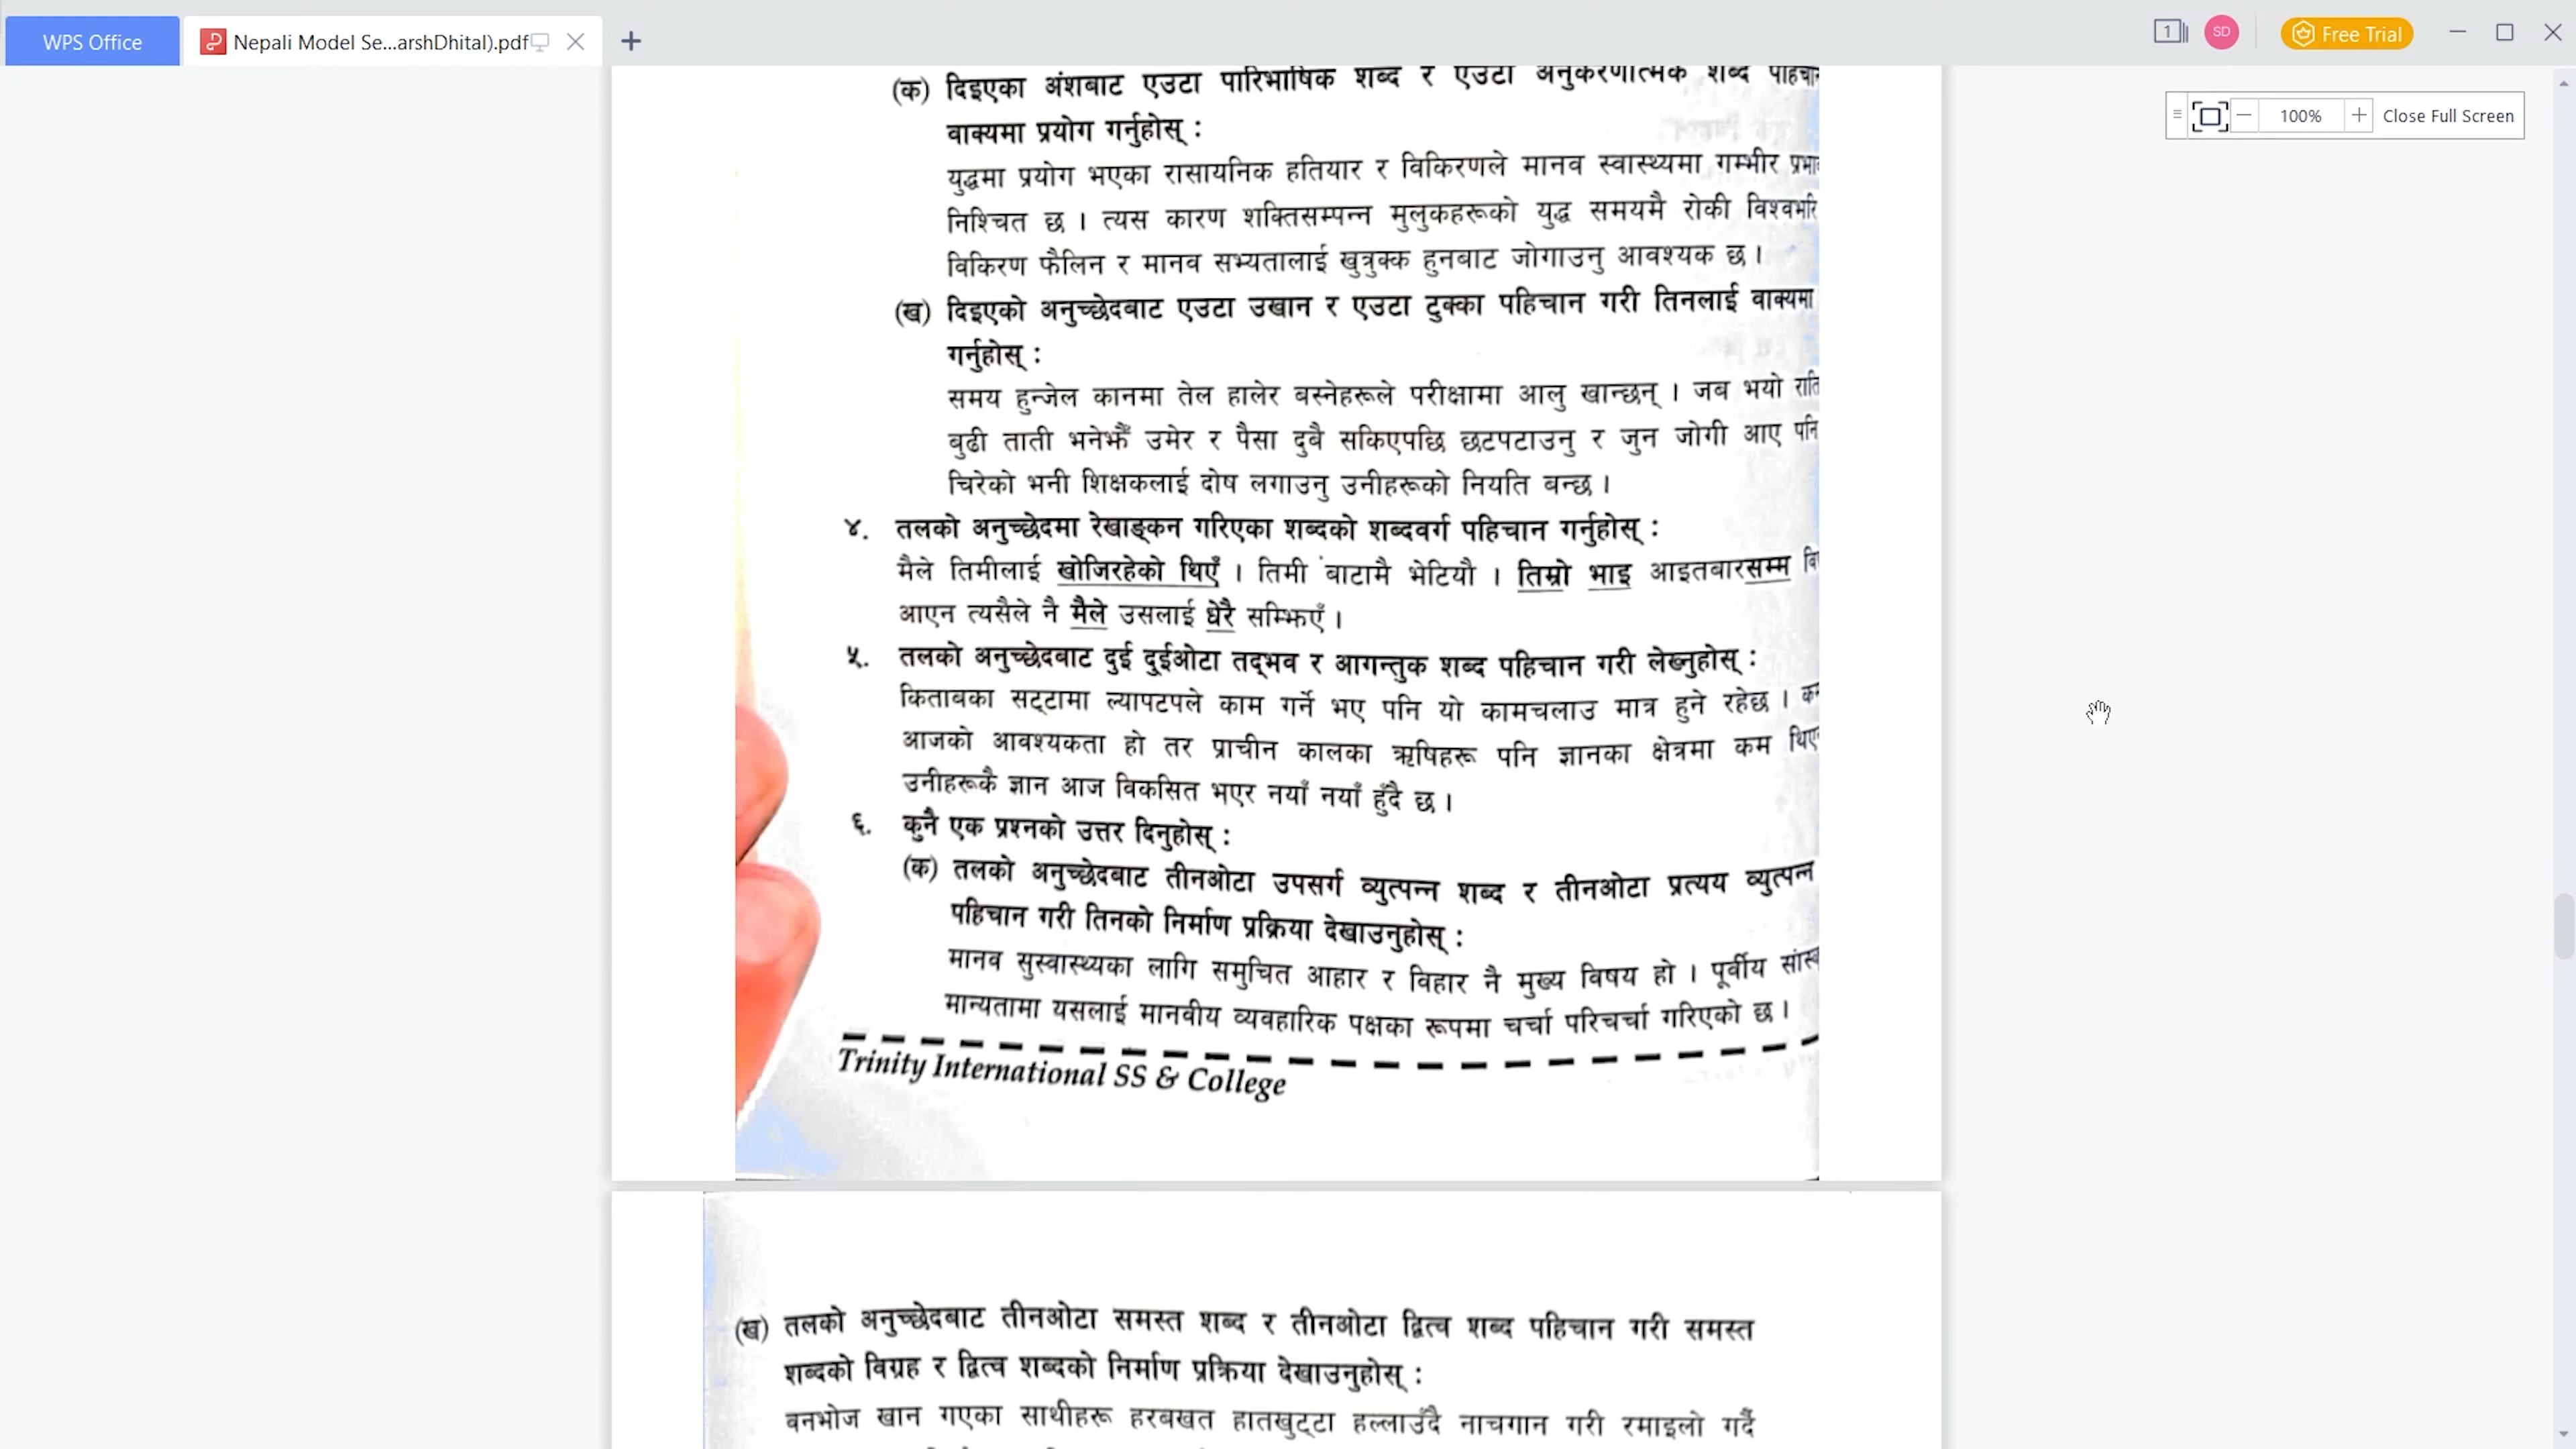 WPS Office
Nepali Model Se...arshDhital).pdf
1
SD
Free Trial
100%
Close Full Screen
(क) दिइएका अंशबाट एउटा पारिभाषिक शब्द र एउटा अनुकरणात्मक शब्द
वाक्यमा प्रयोग गर्नुहोस् :
युद्धमा प्रयोग भएका रासायनिक हतियार र विकिरणले मानव स्वास्थ्यमा गम्भीर
निश्चित छ । त्यस कारण शक्तिसम्पन्न मुलुकहरूको युद्ध समयमै रोकी विश्वभरि
विकिरण फैलिन र मानव सभ्यतालाई खुत्रुक्क हुनबाट जोगाउनु आवश्यक छ ।
(ख) दिइएको अनुच्छेदबाट एउटा उखान र एउटा टुक्का पहिचान गरी तिनलाई वाक्यमा
गर्नुहोस् :
समय हुन्जेल कानमा तेल हालेर बस्नेहरूले परीक्षामा आलु खान्छन् । जब भयो
बुढी ताती भनेझैँ उमेर र पैसा दुबै सकिएपछि छटपटाउनु र जुन जोगी आए पनि
चिरेको भनी शिक्षकलाई दोष लगाउनु उनीहरूको नियति बन्छ ।
४. तलको अनुच्छेदमा रेखाङ्कन गरिएका शब्दको शब्दवर्ग पहिचान गर्नुहोस् :
मैले तिमीलाई खोजिरहेको थिएँ । तिमी बाटामै भेटियौ । तिम्रो भाइ आइतबारसम्म
आएन त्यसैले नै मैले उसलाई धेरै सम्झिएँ ।
५. तलको अनुच्छेदबाट दुई दुईओटा तद्भव र आगन्तुक शब्द पहिचान गरी लेख्नुहोस् :
किताबका सट्टामा ल्यापटपले काम गर्ने भए पनि यो कामचलाउ मात्र हुने रहेछ ।
आजको आवश्यकता हो तर प्राचीन कालका ऋषिहरू पनि ज्ञानका क्षेत्रमा कम
उनीहरूकै ज्ञान आज विकसित भएर नयाँ नयाँ हुँदै छ ।
६. कुनै एक प्रश्नको उत्तर दिनुहोस् :
(क) तलको अनुच्छेदबाट तीनओटा उपसर्ग व्युत्पन्न शब्द र तीनओटा प्रत्यय व्युत्पन्न
पहिचान गरी तिनको निर्माण प्रक्रिया देखाउनुहोस् :
मानव सुस्वास्थ्यका लागि समुचित आहार र विहार नै मुख्य विषय हो । पूर्वीय
मान्यतामा यसलाई मानवीय व्यवहारिक पक्षका रूपमा चर्चा परिचर्चा गरिएको छ ।
Trinity International SS & College
(ख) तलको अनुच्छेदबाट तीनओटा समस्त शब्द र तीनओटा द्वित्व शब्द पहिचान गरी समस्त
शब्दको विग्रह र द्वित्व शब्दको निर्माण प्रक्रिया देखाउनुहोस् :
वनभोज खान गएका साथीहरू हरबखत हातखुट्टा हल्लाउँदै नाचगान गरी रमाइलो गर्दै